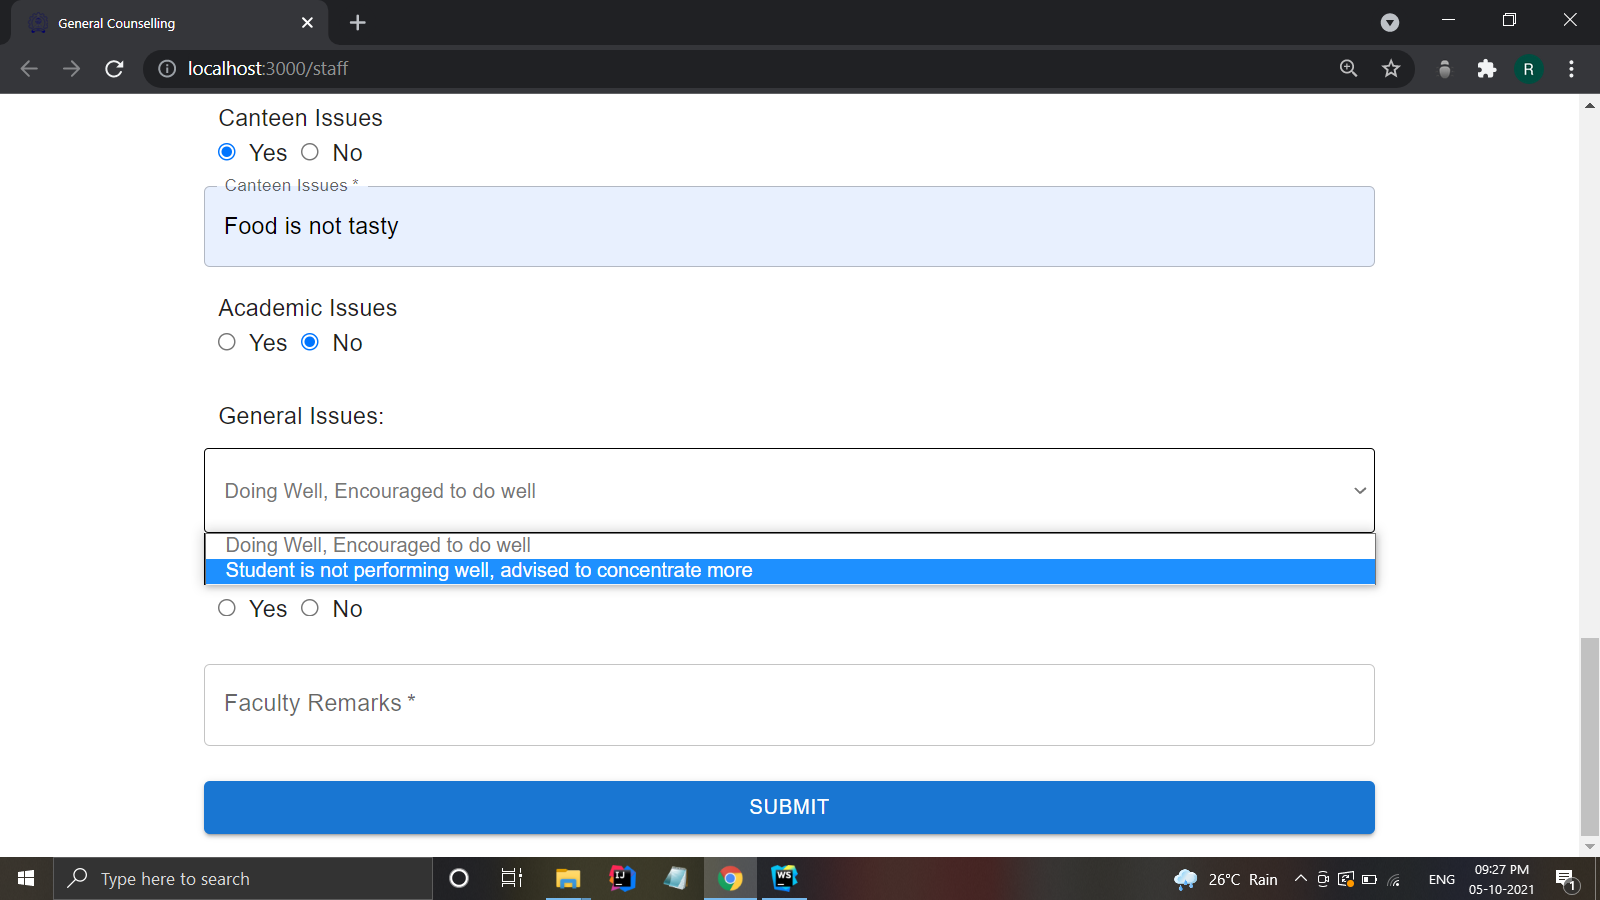 General Counselling
localhost:3000/staff
R
Canteen Issues
Yes No
Canteen Issues *
Food is not tasty
Academic Issues
Yes No
General Issues:
Doing Well, Encouraged to do well
Doing Well, Encouraged to do well
Student is not performing well, advised to concentrate more
Yes No
Faculty Remarks *
SUBMIT
Type here to search
IJ
WS
26°C Rain
ENG
09:27 PM
05-10-2021
1